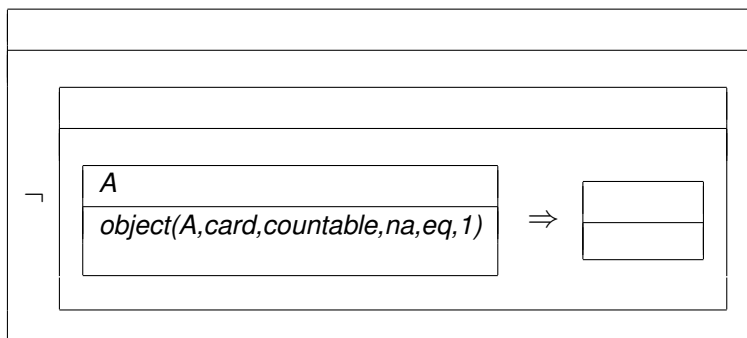 A
¬ object(A,card,countable,na,eq,1) ⇒